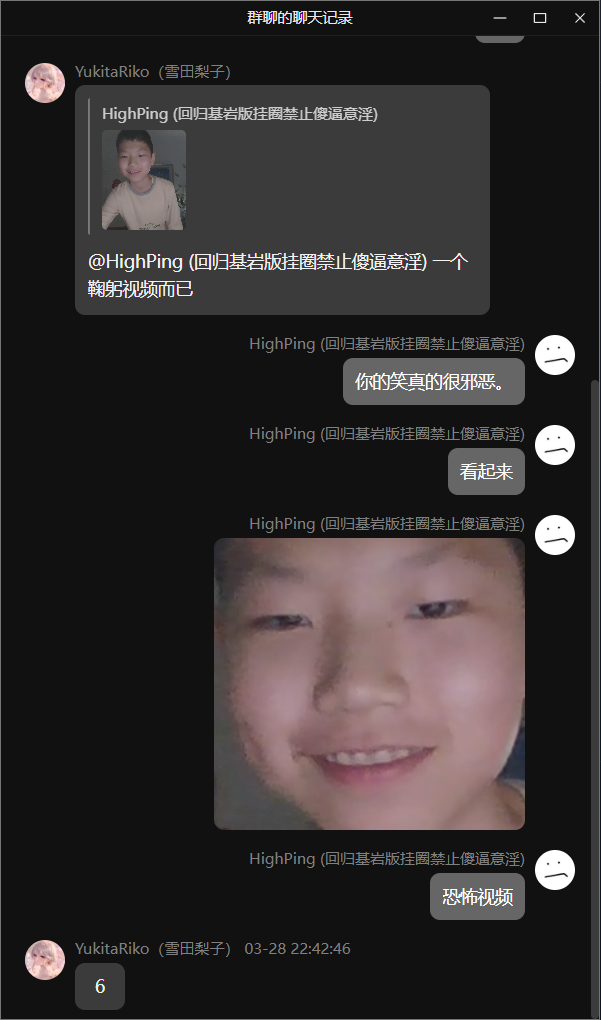 群聊的聊天记录
YukitaRiko（雪田梨子）
HighPing (回归基岩版挂圈禁止傻逼意淫)
@HighPing (回归基岩版挂圈禁止傻逼意淫) 一个
鞠躬视频而已
HighPing (回归基岩版挂圈禁止傻逼意淫)
你的笑真的很邪恶。
HighPing (回归基岩版挂圈禁止傻逼意淫)
看起来
HighPing (回归基岩版挂圈禁止傻逼意淫)
HighPing (回归基岩版挂圈禁止傻逼意淫)
恐怖视频
YukitaRiko（雪田梨子） 03-28 22:42:46
6